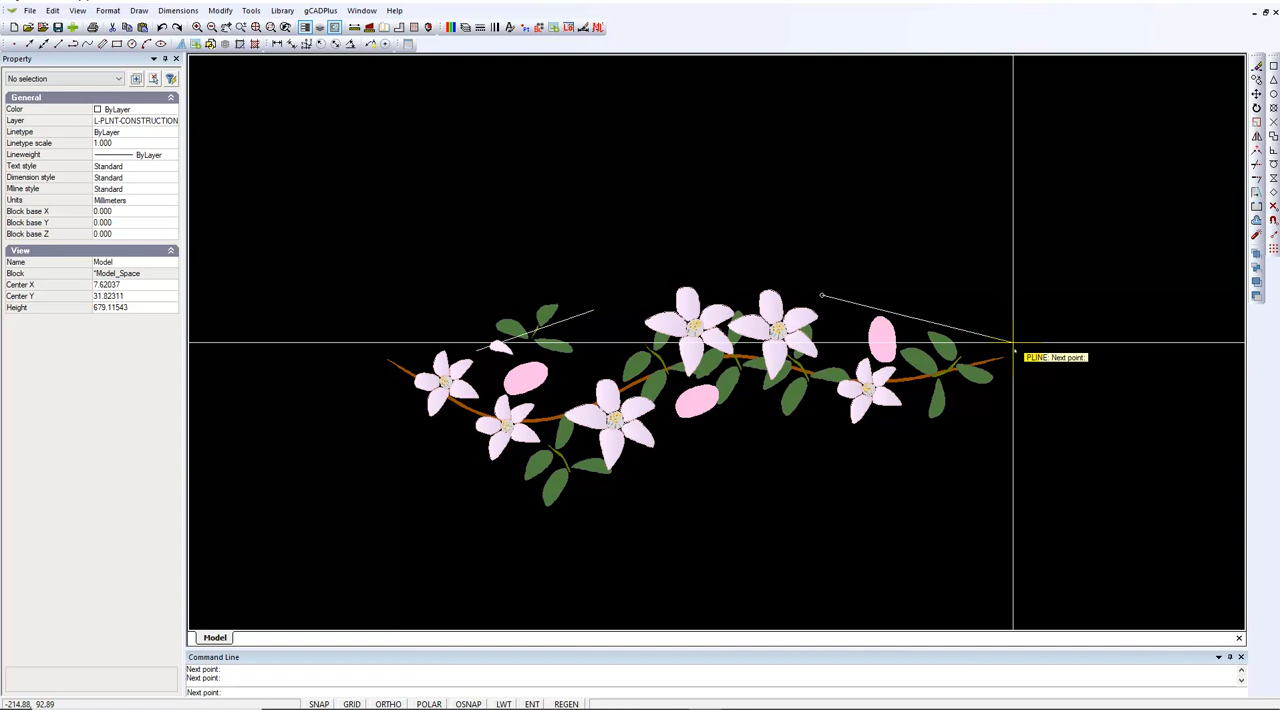 File Edit View Format Draw Dimensions Modify Tools Library gCADPlus Window Help
Property
No selection
General
Color ByLayer
Layer L-PLNT-CONSTRUCTION
Linetype ByLayer
Linetype scale 1.000
Lineweight ByLayer
Text style Standard
Dimension style Standard
Mline style Standard
Units Millimeters
Block base X 0.000
Block base Y 0.000
Block base Z 0.000
View
Name Model
Block *Model_Space
Center X 7.62037
Center Y 31.82311
Height 679.11543
PLINE: Next point:
Model
Command Line
Next point:
Next point:
Next point:
-214.88, 92.89 SNAP GRID ORTHO POLAR OSNAP LWT ENT REGEN